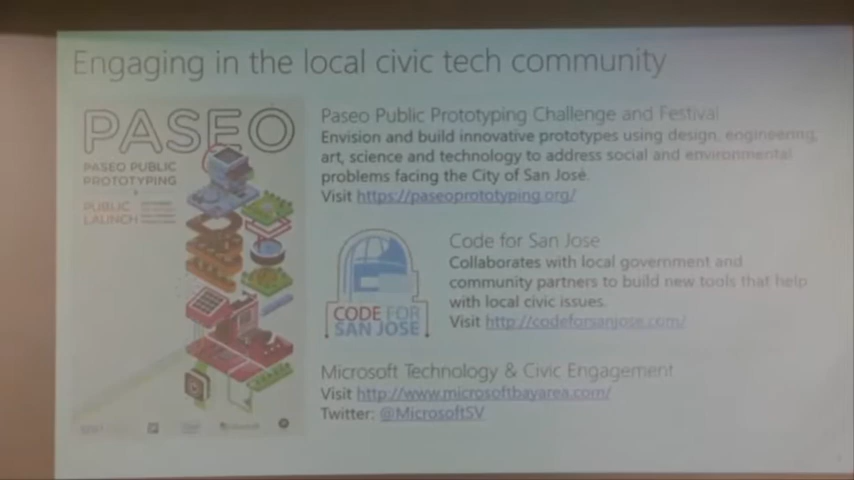 Engaging in the local civic tech community
PASEO
PASEO PUBLIC
PROTOTYPING
PUBLIC
LAUNCH
Paseo Public Prototyping Challenge and Festival
Envision and build innovative prototypes using design, engineering,
art, science and technology to address social and environmental
problems facing the City of San José.
Visit https://paseoprototyping.org/
CODE FOR
SAN JOSE
Code for San Jose
Collaborates with local government and
community partners to build new tools that help
with local civic issues.
Visit http://codeforsanjose.com/
Microsoft Technology & Civic Engagement
Visit http://www.microsoftbayarea.com/
Twitter: @MicrosoftSV